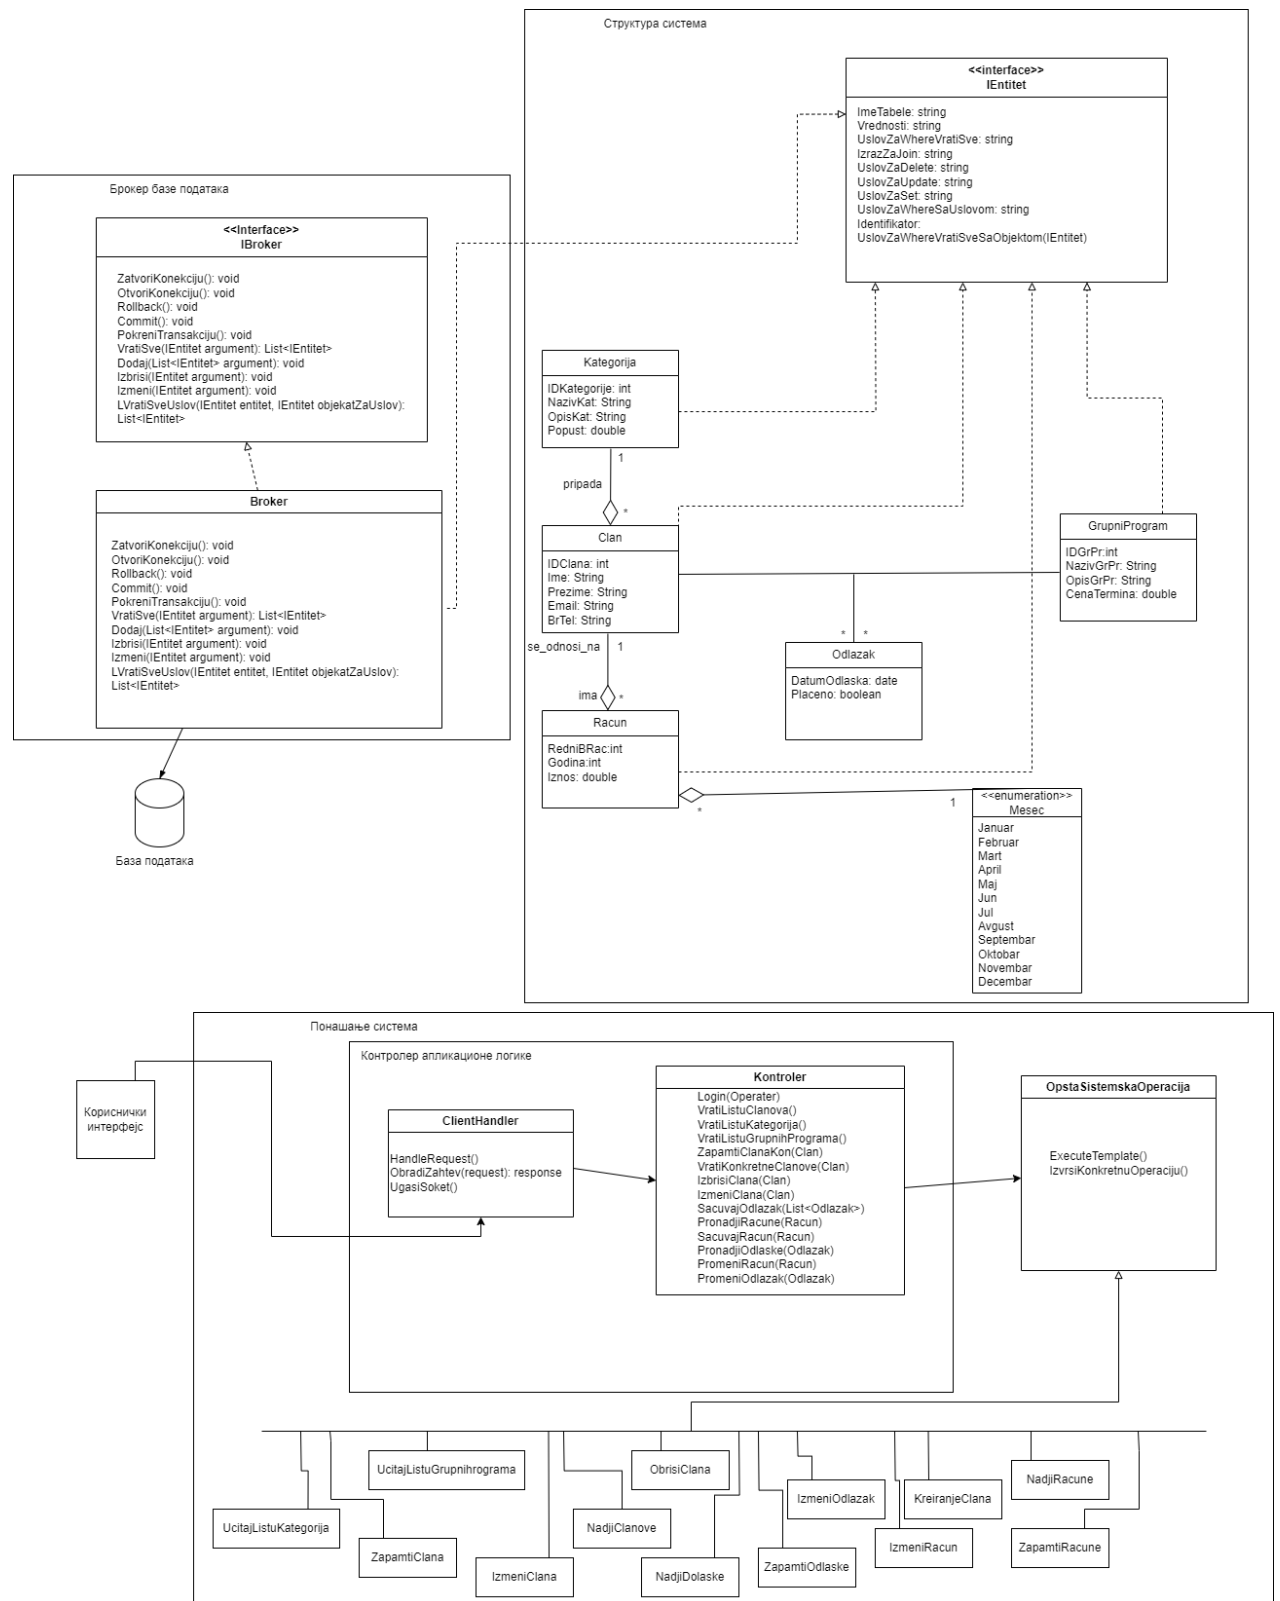 Структура система
<<interface>>
IEntitet
ImeTabele: string
Vrednosti: string
UslovZaWhereVratiSve: string
IzrazZaJoin: string
UslovZaDelete: string
UslovZaUpdate: string
UslovZaSet: string
UslovZaWhereSaUslovom: string
Identifikator:
UslovZaWhereVratiSveSaObjektom(IEntitet)
Брокер базе података
<<Interface>>
IBroker
ZatvoriKonekciju(): void
OtvoriKonekciju(): void
Rollback(): void
Commit(): void
PokreniTransakciju(): void
VratiSve(IEntitet argument): List<IEntitet>
Dodaj(List<IEntitet> argument): void
Izbrisi(IEntitet argument): void
Izmeni(IEntitet argument): void
LVratiSveUslov(IEntitet entitet, IEntitet objekatZaUslov):
List<IEntitet>
Broker
ZatvoriKonekciju(): void
OtvoriKonekciju(): void
Rollback(): void
Commit(): void
PokreniTransakciju(): void
VratiSve(IEntitet argument): List<IEntitet>
Dodaj(List<IEntitet> argument): void
Izbrisi(IEntitet argument): void
Izmeni(IEntitet argument): void
LVratiSveUslov(IEntitet entitet, IEntitet objekatZaUslov):
List<IEntitet>
База података
Kategorija
IDKategorije: int
NazivKat: String
OpisKat: String
Popust: double
1
pripada
*
Clan
IDClana: int
Ime: String
Prezime: String
Email: String
BrTel: String
se_odnosi_na
1
ima
*
Racun
RedniBRac:int
Godina:int
Iznos: double
*
1
GrupniProgram
IDGrPr:int
NazivGrPr: String
OpisGrPr: String
CenaTermina: double
* *
Odlazak
DatumOdlaska: date
Placeno: boolean
<<enumeration>>
Mesec
Januar
Februar
Mart
April
Maj
Jun
Jul
Avgust
Septembar
Oktobar
Novembar
Decembar
Понашање система
Контролер апликационе логике
Кориснички
интерфејс
ClientHandler
HandleRequest()
ObradiZahtev(request): response
UgasiSoket()
Kontroler
Login(Operater)
VratiListuClanova()
VratiListuKategorija()
VratiListuGrupnihPrograma()
ZapamtiClanaKon(Clan)
VratiKonkretneClanove(Clan)
IzbrisiClana(Clan)
IzmeniClana(Clan)
SacuvajOdlazak(List<Odlazak>)
PronadjiRacune(Racun)
SacuvajRacun(Racun)
PronadjiOdlaske(Odlazak)
PromeniRacun(Racun)
PromeniOdlazak(Odlazak)
OpstaSistemskaOperacija
ExecuteTemplate()
IzvrsiKonkretnuOperaciju()
UcitajListuGrupnihrograma
ObrisiClana
NadjiRacune
IzmeniOdlazak
KreiranjeClana
UcitajListuKategorija
NadjiClanove
ZapamtiClana
IzmeniRacun
ZapamtiRacune
ZapamtiOdlaske
IzmeniClana
NadjiDolaske